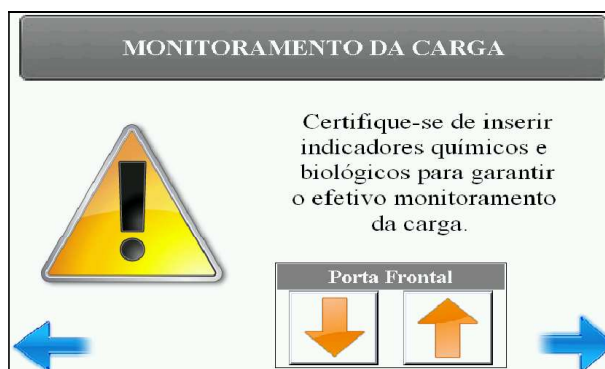 MONITORAMENTO DA CARGA
Certifique-se de inserir
indicadores químicos e
biológicos para garantir
o efetivo monitoramento
da carga.
Porta Frontal